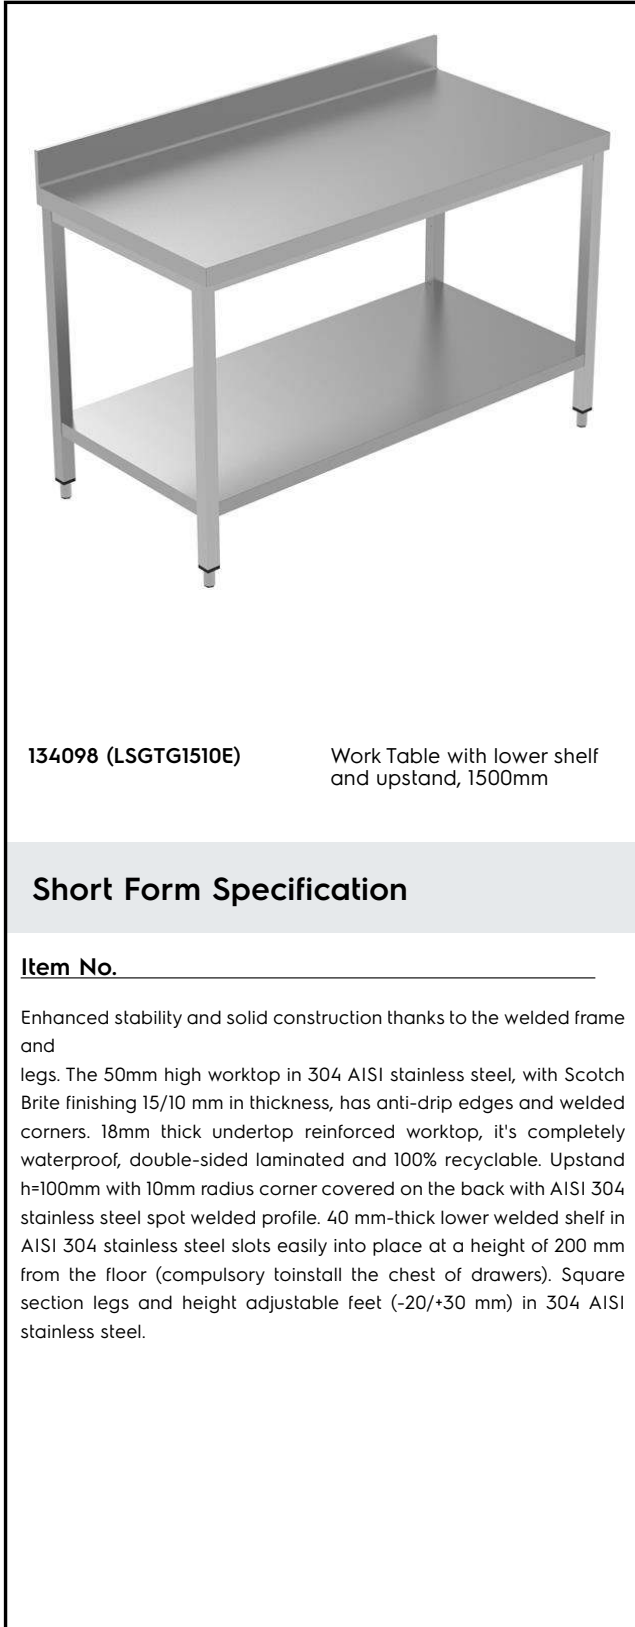 134098 (LSGTG1510E)
Work Table with lower shelf
and upstand, 1500mm
Short Form Specification
Item No.
Enhanced stability and solid construction thanks to the welded frame
and
legs. The 50mm high worktop in 304 AISI stainless steel, with Scotch
Brite finishing 15/10 mm in thickness, has anti-drip edges and welded
corners. 18mm thick undertop reinforced worktop, it's completely
waterproof, double-sided laminated and 100% recyclable. Upstand
h=100mm with 10mm radius corner covered on the back with AISI 304
stainless steel spot welded profile. 40 mm-thick lower welded shelf in
AISI 304 stainless steel slots easily into place at a height of 200 mm
from the floor (compulsory toinstall the chest of drawers). Square
section legs and height adjustable feet (-20/+30 mm) in 304 AISI
stainless steel.